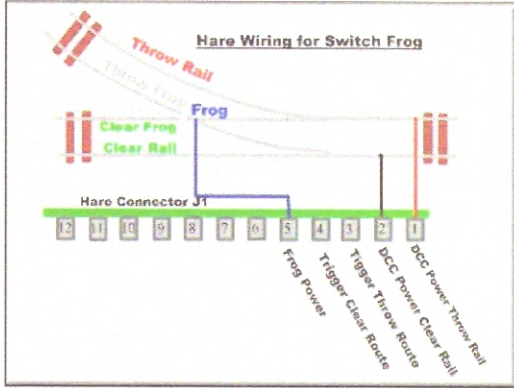 Hare Wiring for Switch Frog
Throw Rail
Throw Frog
Frog
Clear Frog
Clear Rail
Hare Connector J1
12 11 10 9 8 7 6 5 4 3 2 1
Frog Power
Trigger Clear Route
Tigger Throw Route
DCC Power Clear Rail
DCC Power Throw Rail